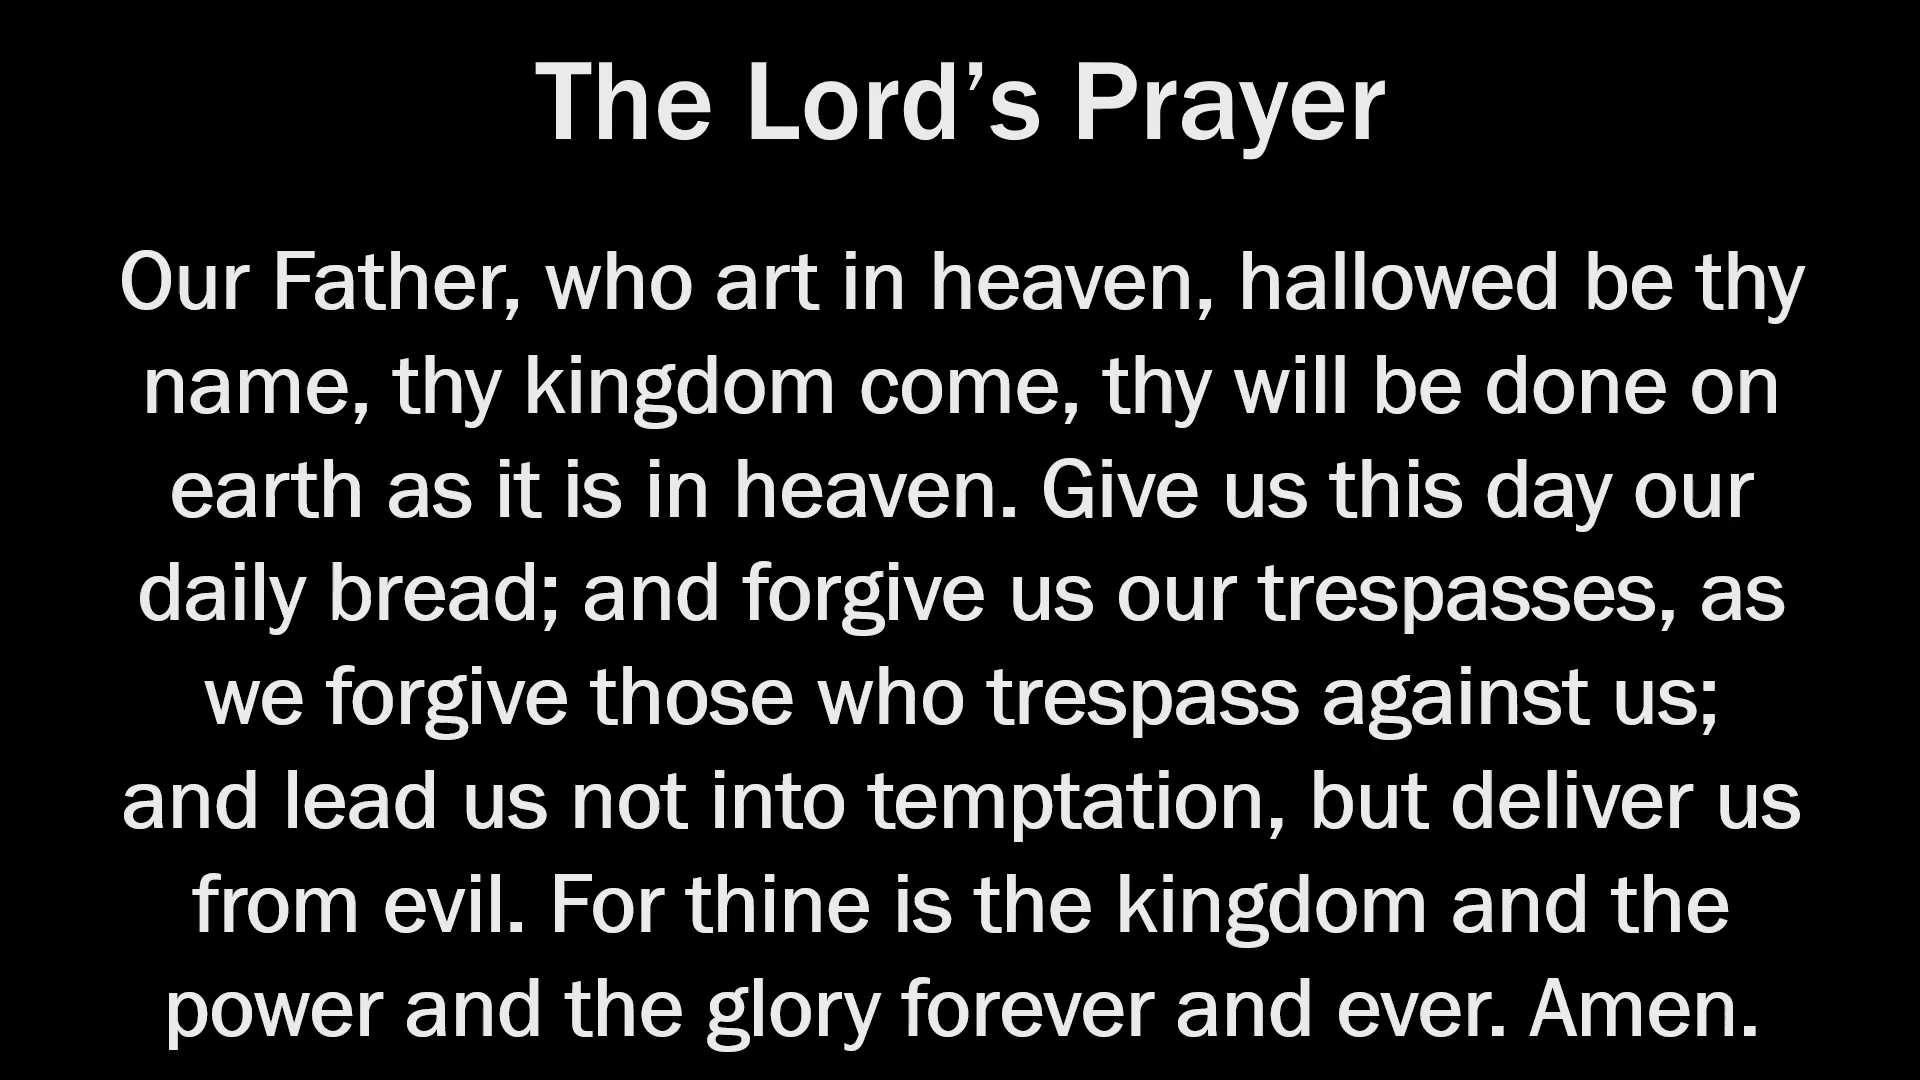 The Lord’s Prayer
Our Father, who art in heaven, hallowed be thy
name, thy kingdom come, thy will be done on
earth as it is in heaven. Give us this day our
daily bread; and forgive us our trespasses, as
we forgive those who trespass against us;
and lead us not into temptation, but deliver us
from evil. For thine is the kingdom and the
power and the glory forever and ever. Amen.